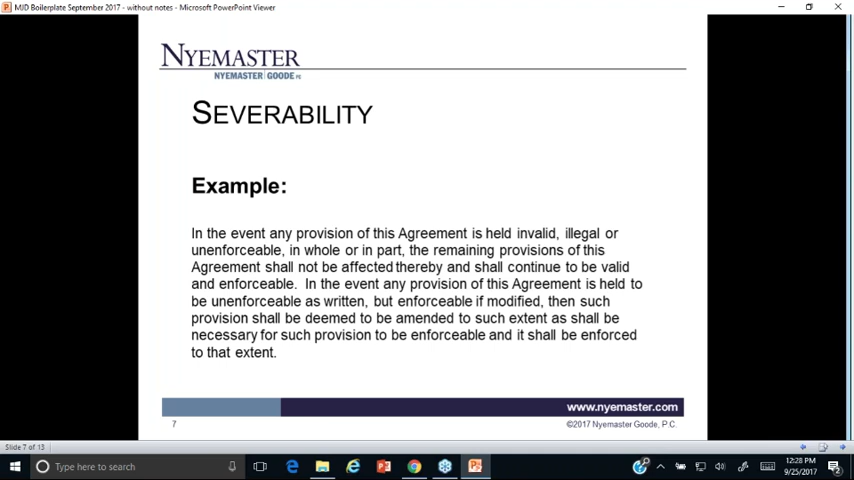 MJD Boilerplate September 2017 - without notes - Microsoft PowerPoint Viewer
NYEMASTER
NYEMASTER | GOODE PC
SEVERABILITY
Example:
In the event any provision of this Agreement is held invalid, illegal or
unenforceable, in whole or in part, the remaining provisions of this
Agreement shall not be affected thereby and shall continue to be valid
and enforceable. In the event any provision of this Agreement is held to
be unenforceable as written, but enforceable if modified, then such
provision shall be deemed to be amended to such extent as shall be
necessary for such provision to be enforceable and it shall be enforced
to that extent.
www.nyemaster.com
7
©2017 Nyemaster Goode, P.C.
Slide 7 of 13
Type here to search
12:28 PM
9/25/2017
2